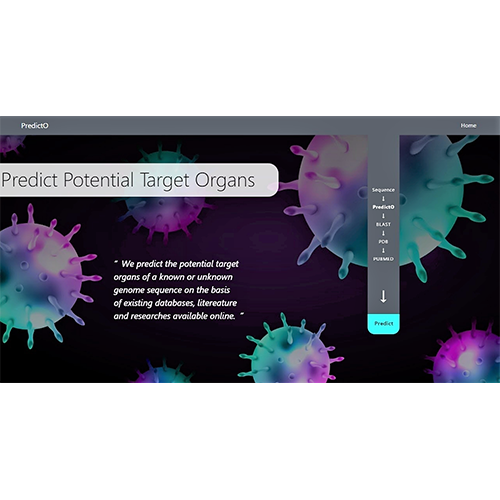 PredictO
Home
Predict Potential Target Organs
Sequence
↓
PredictO
↓
BLAST
↓
PDB
↓
PUBMED
↓
Predict
“ We predict the potential target
organs of a known or unknown
genome sequence on the basis
of existing databases, litereature
and researches available online. ”